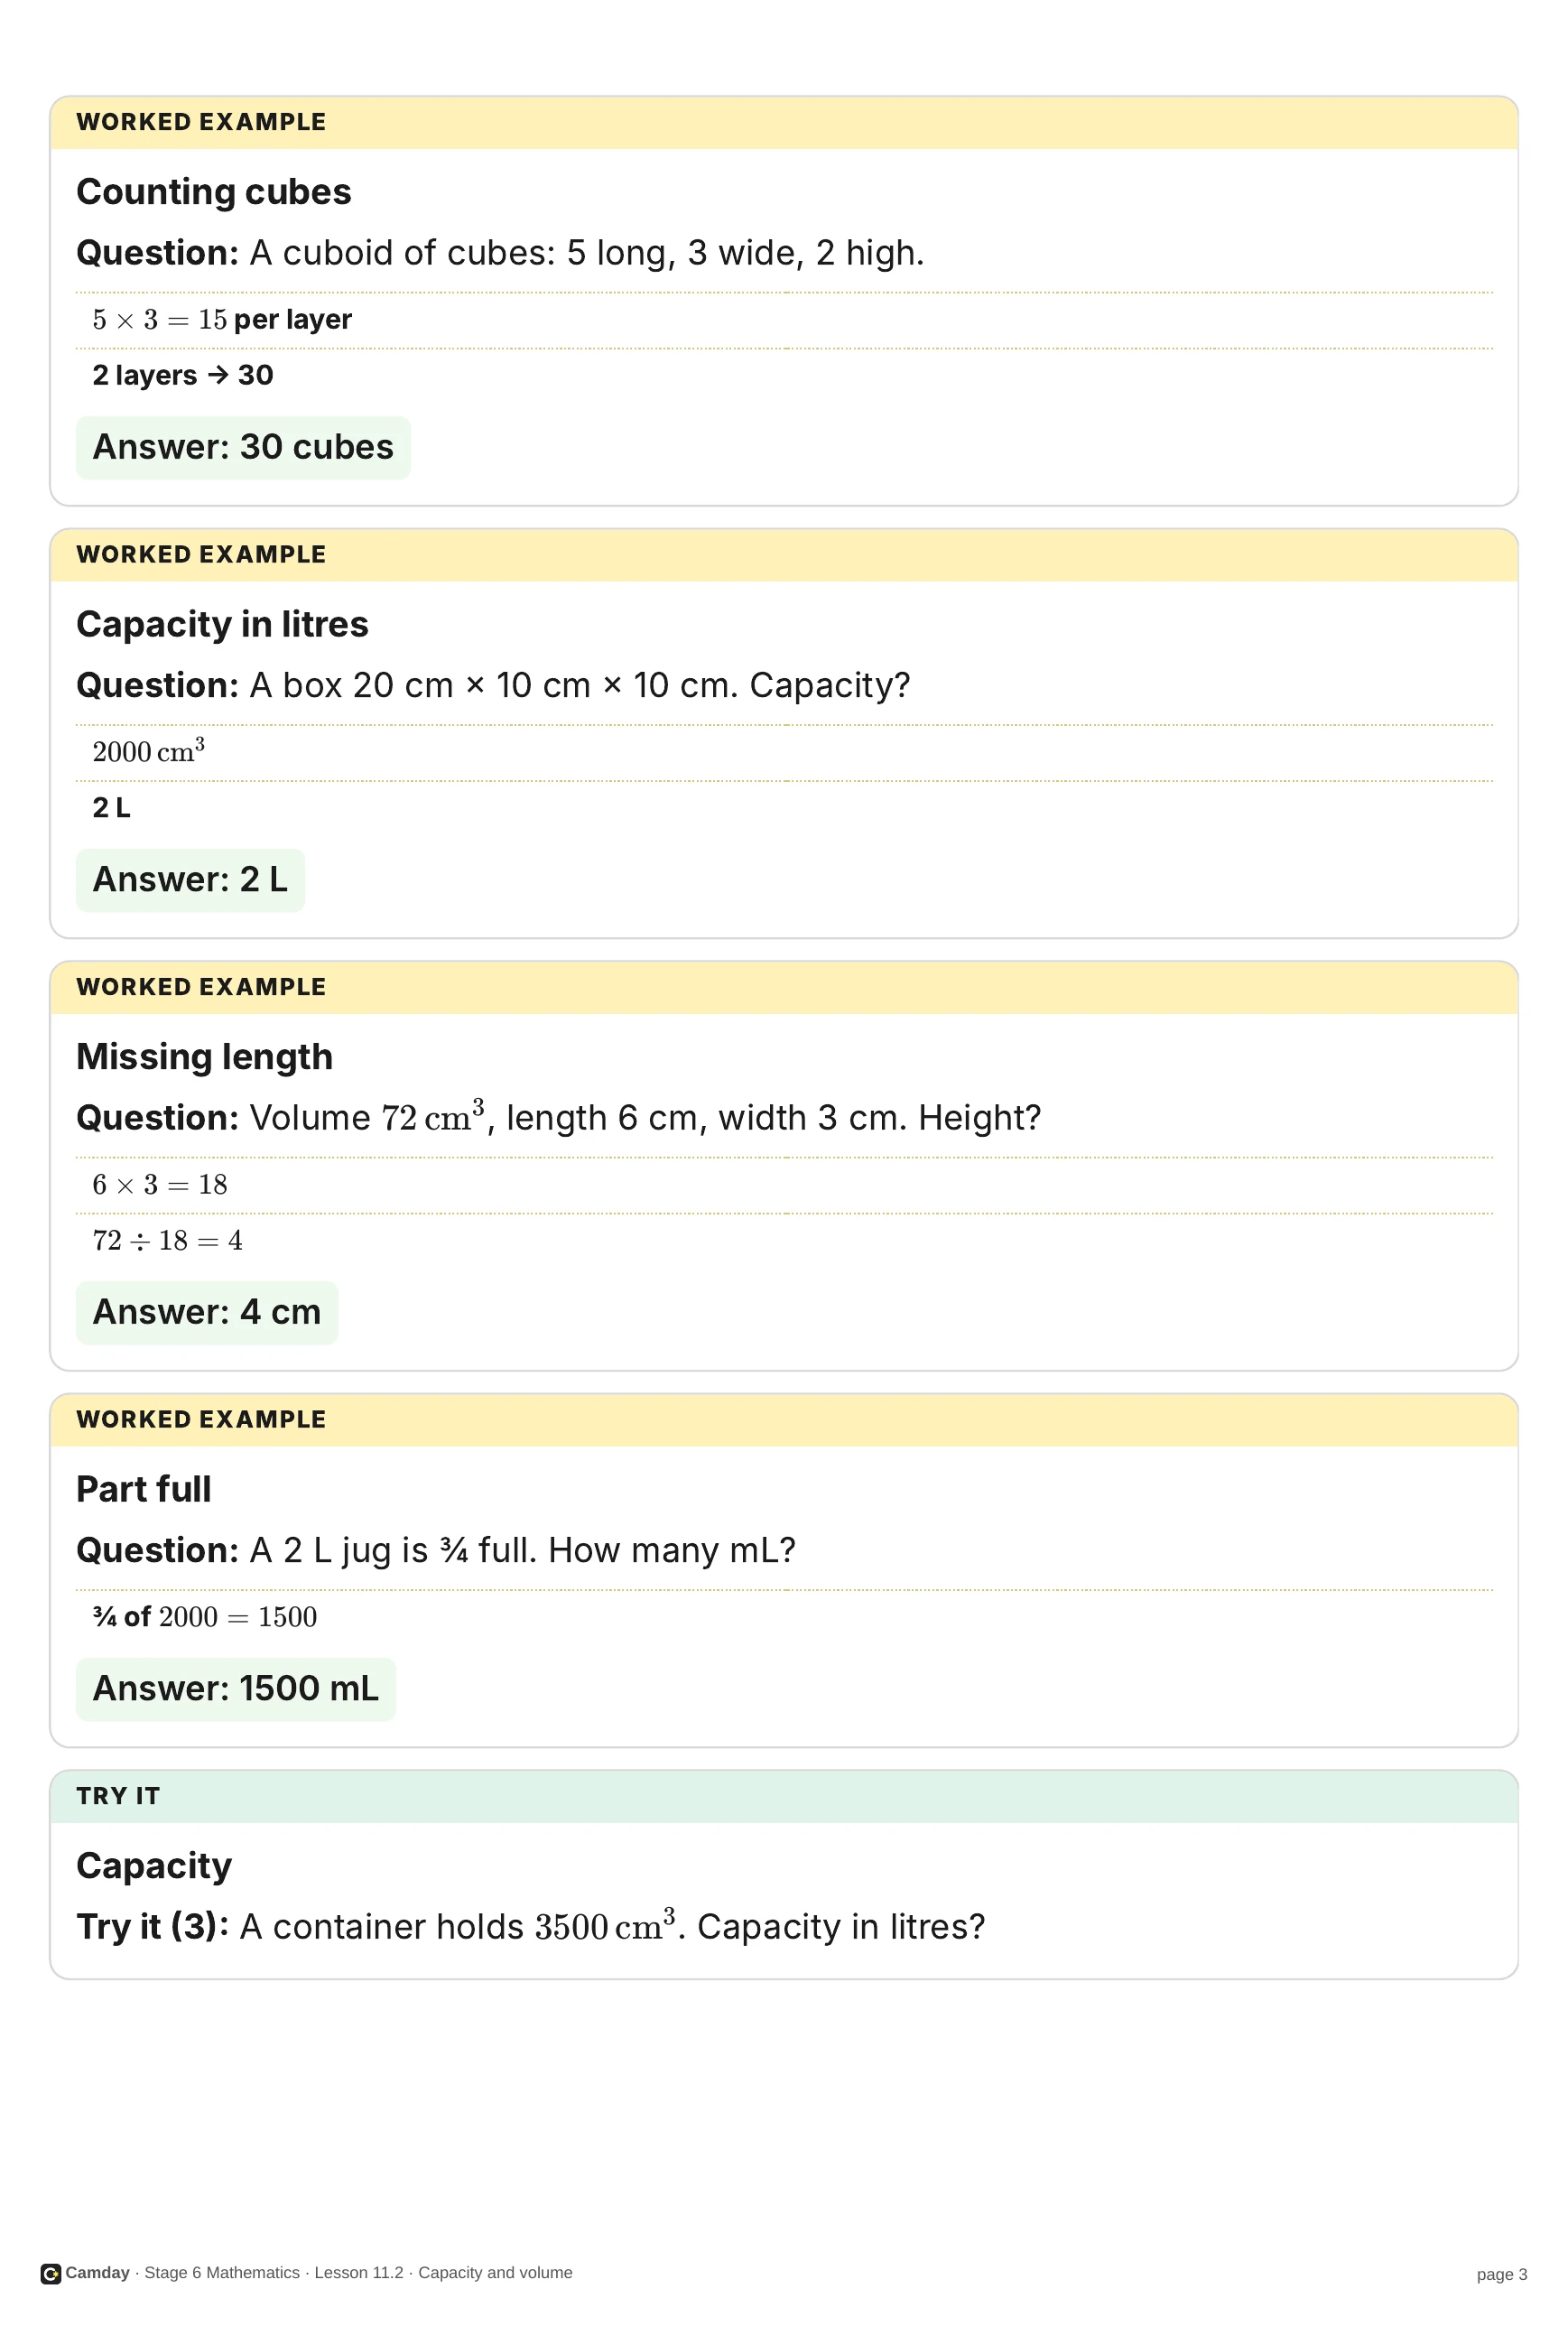 WORKED EXAMPLE
Counting cubes
Question: A cuboid of cubes: 5 long, 3 wide, 2 high.
5 × 3 = 15 per layer
2 layers → 30
Answer: 30 cubes
WORKED EXAMPLE
Capacity in litres
Question: A box 20 cm × 10 cm × 10 cm. Capacity?
2000 cm³
2 L
Answer: 2 L
WORKED EXAMPLE
Missing length
Question: Volume 72 cm³, length 6 cm, width 3 cm. Height?
6 × 3 = 18
72 ÷ 18 = 4
Answer: 4 cm
WORKED EXAMPLE
Part full
Question: A 2 L jug is ¾ full. How many mL?
¾ of 2000 = 1500
Answer: 1500 mL
TRY IT
Capacity
Try it (3): A container holds 3500 cm³. Capacity in litres?
Camday · Stage 6 Mathematics · Lesson 11.2 · Capacity and volume page 3